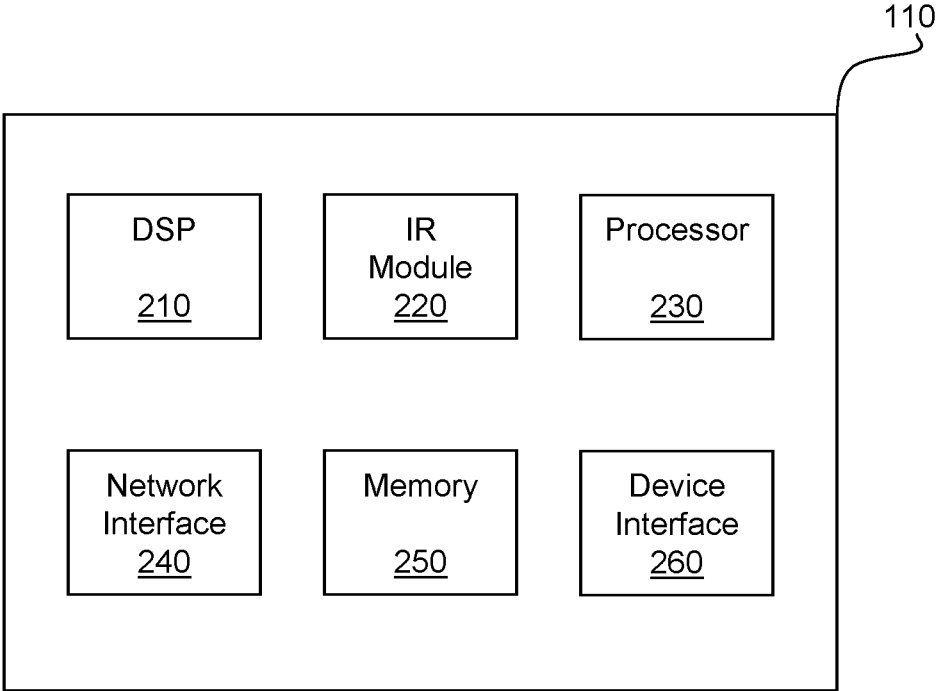 110
DSP
210
IR
Module
220
Processor
230
Network
Interface
240
Memory
250
Device
Interface
260